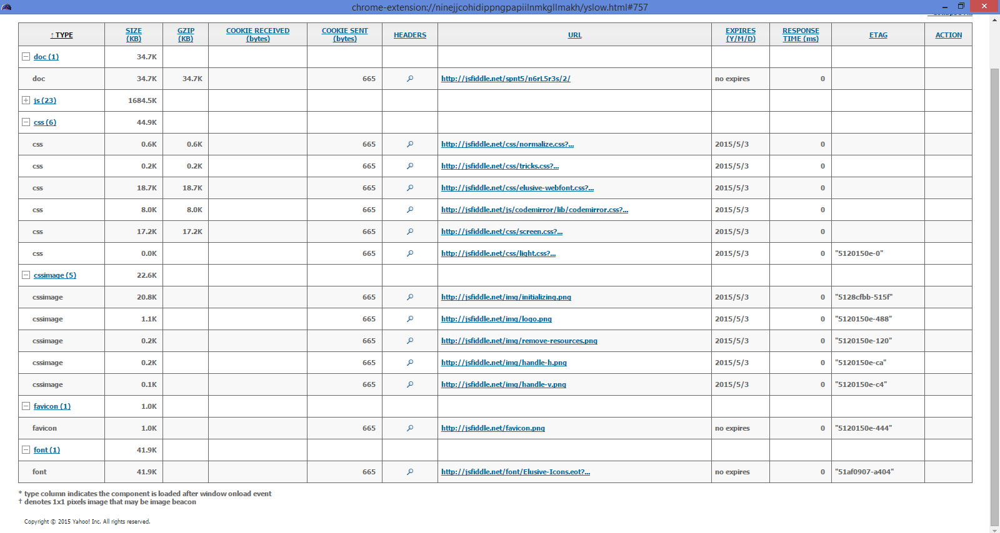 chrome-extension://ninejjcohidippngpapiilnmkgllmakh/yslow.html#757
↑ TYPE SIZE (KB) GZIP (KB) COOKIE RECEIVED (bytes) COOKIE SENT (bytes) HEADERS URL EXPIRES (Y/M/D) RESPONSE TIME (ms) ETAG ACTION
doc (1) 34.7K
doc 34.7K 34.7K 665 http://jsfiddle.net/spnt5/n6rL5r3s/2/ no expires 0
js (23) 1684.5K
css (6) 44.9K
css 0.6K 0.6K 665 http://jsfiddle.net/css/normalize.css?... 2015/5/3 0
css 0.2K 0.2K 665 http://jsfiddle.net/css/tricks.css?... 2015/5/3 0
css 18.7K 18.7K 665 http://jsfiddle.net/css/elusive-webfont.css?... 2015/5/3 0
css 8.0K 8.0K 665 http://jsfiddle.net/js/codemirror/lib/codemirror.css?... 2015/5/3 0
css 17.2K 17.2K 665 http://jsfiddle.net/css/screen.css?... 2015/5/3 0
css 0.0K 665 http://jsfiddle.net/css/light.css?... 2015/5/3 0 "5120150e-0"
cssimage (5) 22.6K
cssimage 20.8K 665 http://jsfiddle.net/img/initializing.png 2015/5/3 0 "5128cfbb-515f"
cssimage 1.1K 665 http://jsfiddle.net/img/logo.png 2015/5/3 0 "5120150e-488"
cssimage 0.2K 665 http://jsfiddle.net/img/remove-resources.png 2015/5/3 0 "5120150e-120"
cssimage 0.2K 665 http://jsfiddle.net/img/handle-h.png 2015/5/3 0 "5120150e-ca"
cssimage 0.1K 665 http://jsfiddle.net/img/handle-v.png 2015/5/3 0 "5120150e-c4"
favicon (1) 1.0K
favicon 1.0K 665 http://jsfiddle.net/favicon.png no expires 0 "5120150e-444"
font (1) 41.9K
font 41.9K 665 http://jsfiddle.net/font/Elusive-Icons.eot?... no expires 0 "51af0907-a404"
* type column indicates the component is loaded after window onload event
† denotes 1x1 pixels image that may be image beacon
Copyright © 2015 Yahoo! Inc. All rights reserved.